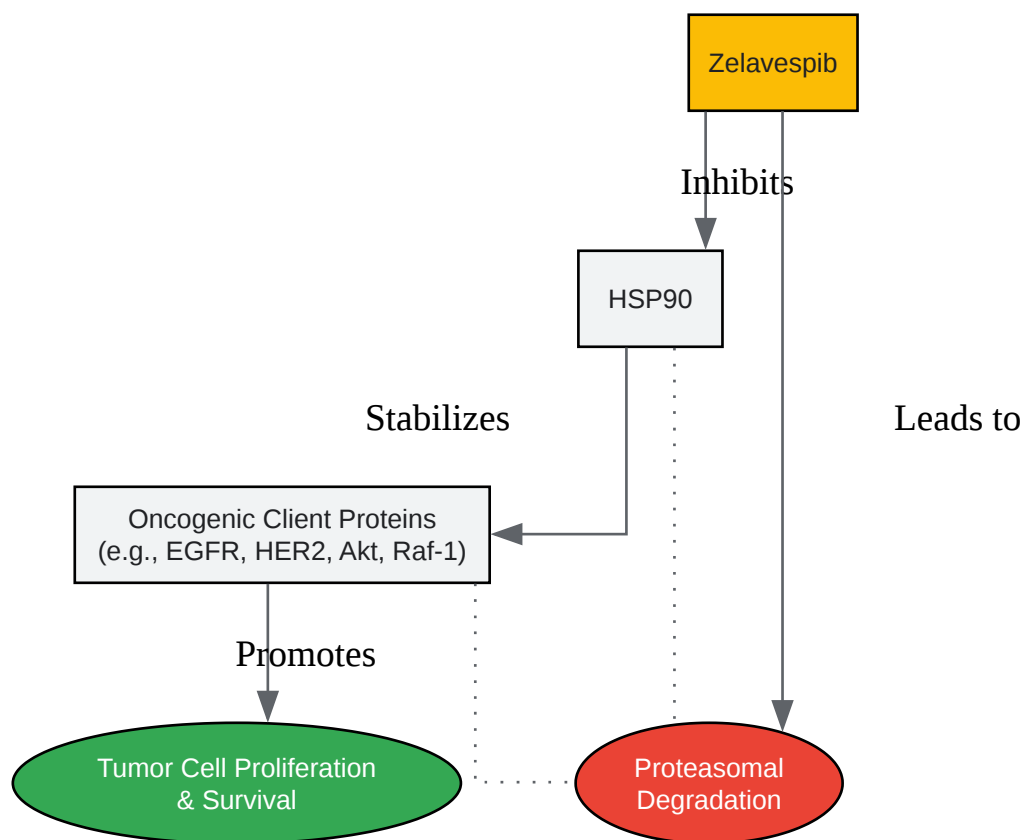 Zelavespib
Inhibits
HSP90
Stabilizes
Leads to
Oncogenic Client Proteins
(e.g., EGFR, HER2, Akt, Raf-1)
Promotes
Tumor Cell Proliferation
& Survival
Proteasomal
Degradation